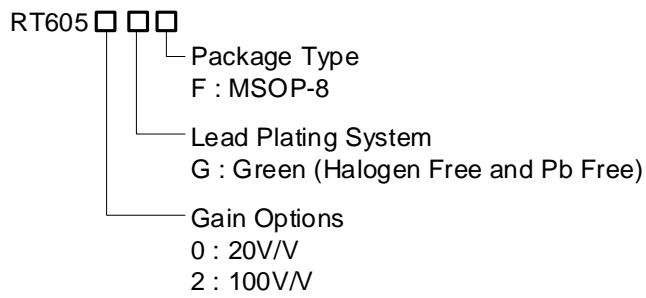 RT605
Package Type
F : MSOP-8
Lead Plating System
G : Green (Halogen Free and Pb Free)
Gain Options
0 : 20V/V
2 : 100V/V